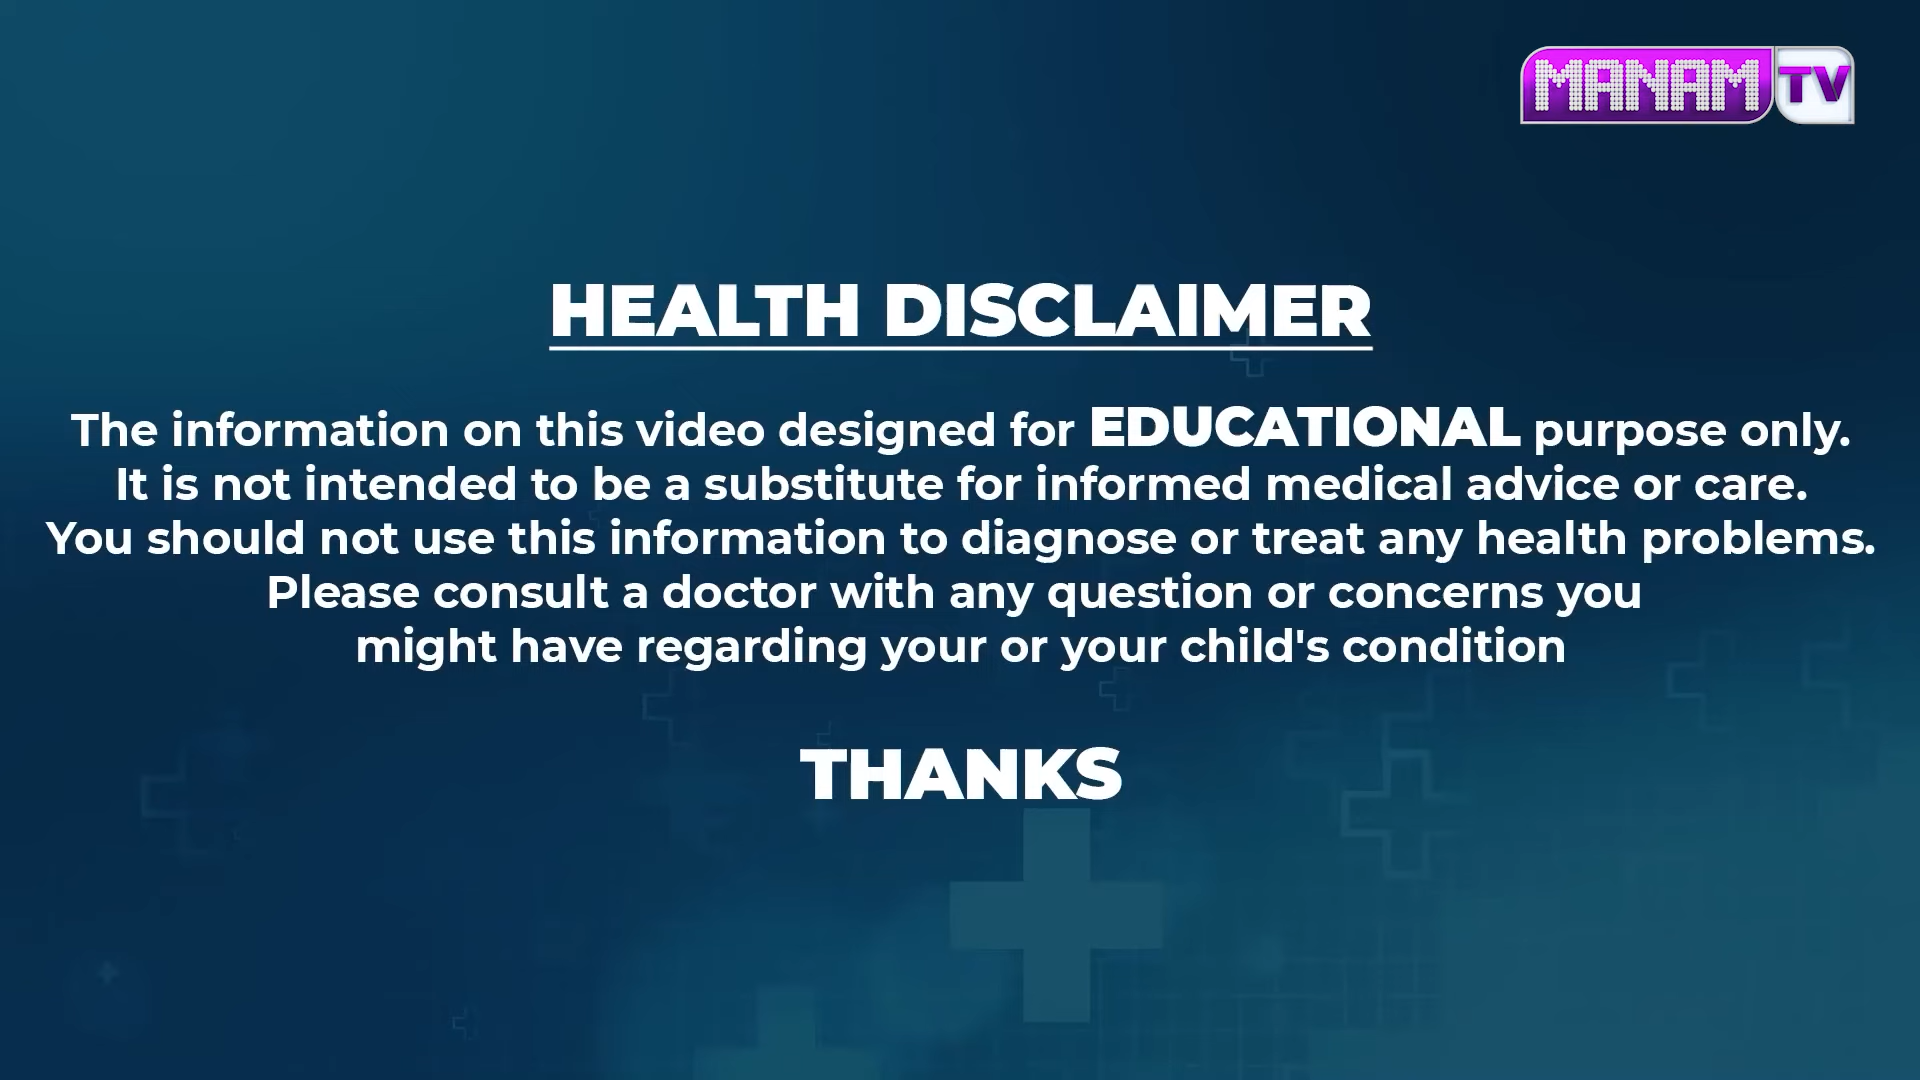 MANAM TV
HEALTH DISCLAIMER
The information on this video designed for EDUCATIONAL purpose only.
It is not intended to be a substitute for informed medical advice or care.
You should not use this information to diagnose or treat any health problems.
Please consult a doctor with any question or concerns you
might have regarding your or your child's condition
THANKS